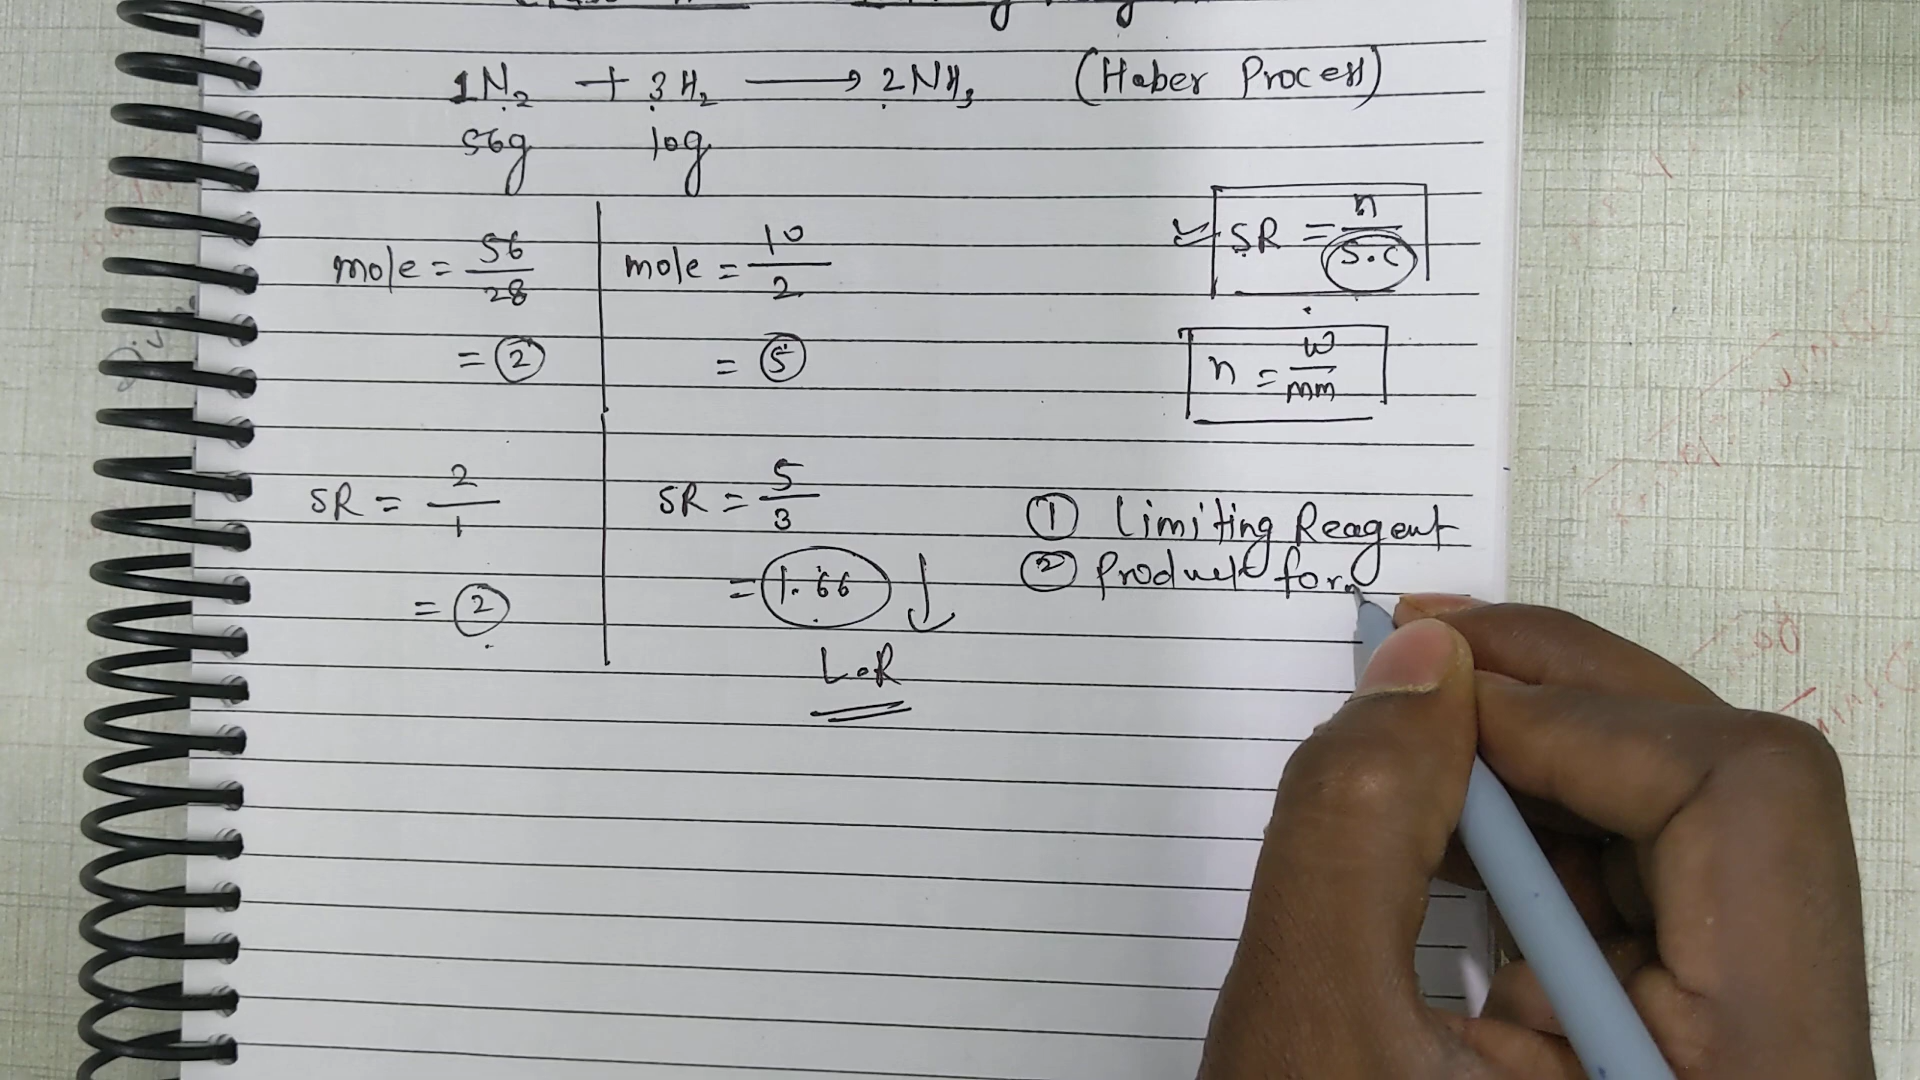 1N₂ + 3H₂ → 2NH₃ (Haber Process)
56g 10g
mole = 56/28
= 2
mole = 10/2
= 5
SR = n/S.C
n = w/mm
SR = 2/1
= 2
SR = 5/3
= 1.66 ↓
L.R
① Limiting Reagent
② Product form